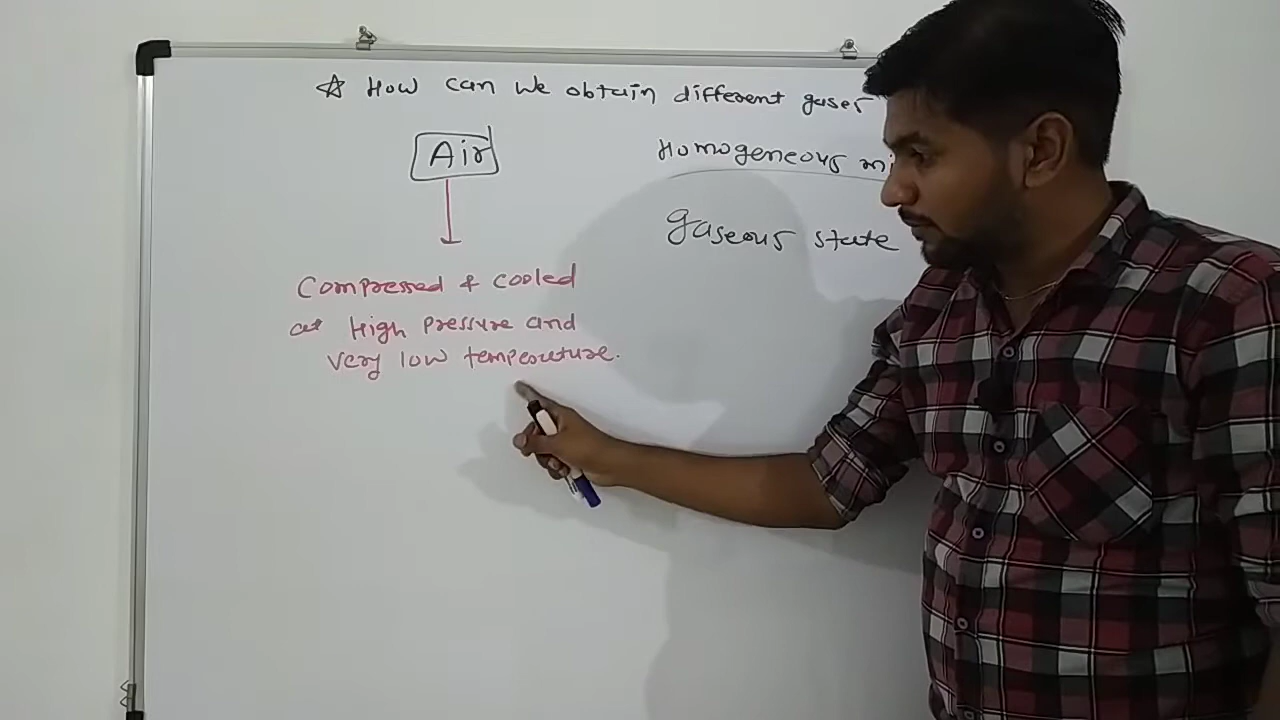 ☆ How can we obtain different gases
Air
Homogeneous mi
gaseous state
Compressed & cooled
at High pressure and
very low temperature.